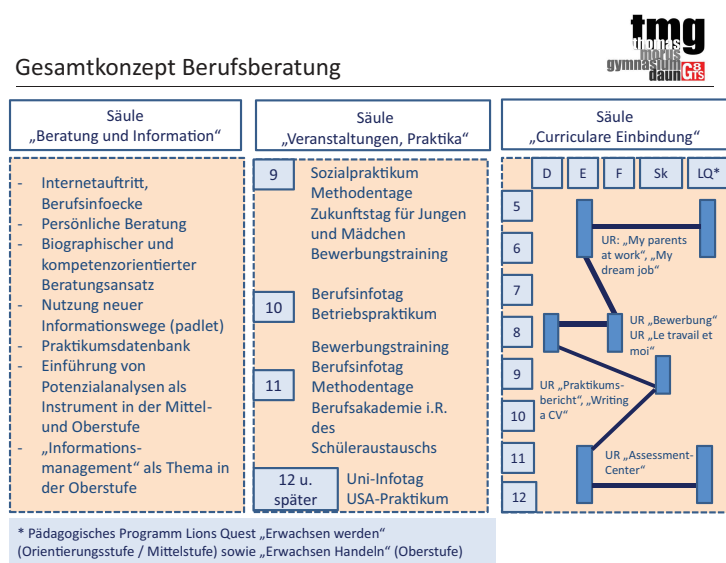 tmg
thomas
morus
gymnasium
daun G8 GTS
Gesamtkonzept Berufsberatung
Säule
„Beratung und Information“
- Internetauftritt,
Berufsinfoecke
- Persönliche Beratung
- Biographischer und
kompetenzorientierter
Beratungsansatz
- Nutzung neuer
Informationswege (padlet)
- Praktikumsdatenbank
- Einführung von
Potenzialanalysen als
Instrument in der Mittel-
und Oberstufe
- „Informations-
management“ als Thema in
der Oberstufe
Säule
„Veranstaltungen, Praktika“
9
Sozialpraktikum
Methodentage
Zukunftstag für Jungen
und Mädchen
Bewerbungstraining
10
Berufsinfotag
Betriebspraktikum
11
Bewerbungstraining
Berufsinfotag
Methodentage
Berufsakademie i.R.
des
Schüleraustauschs
12 u.
später
Uni-Infotag
USA-Praktikum
Säule
„Curriculare Einbindung“
D E F Sk LQ*
5
6
UR: „My parents
at work“, „My
dream job“
7
8
UR „Bewerbung“
UR „Le travail et
moi“
9
10
UR „Praktikums-
bericht“, „Writing
a CV“
11
UR „Assessment-
Center“
12
* Pädagogisches Programm Lions Quest „Erwachsen werden“
(Orientierungsstufe / Mittelstufe) sowie „Erwachsen Handeln“ (Oberstufe)